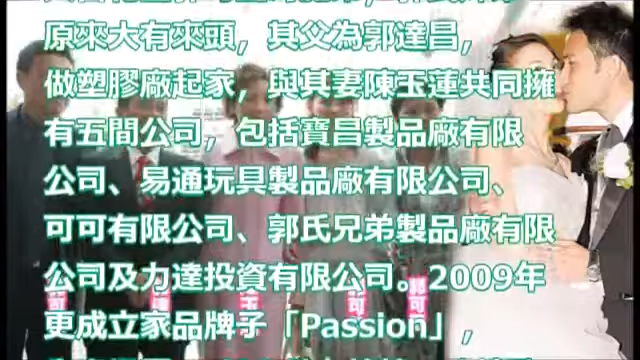 原來大有來頭，其父為郭達昌，
做塑膠廠起家，與其妻陳玉蓮共同擁
有五間公司，包括寶昌製品廠有限
公司、易通玩具製品廠有限公司、
可可有限公司、郭氏兄弟製品廠有限
公司及力達投資有限公司。2009年
更成立家品牌子「Passion」，